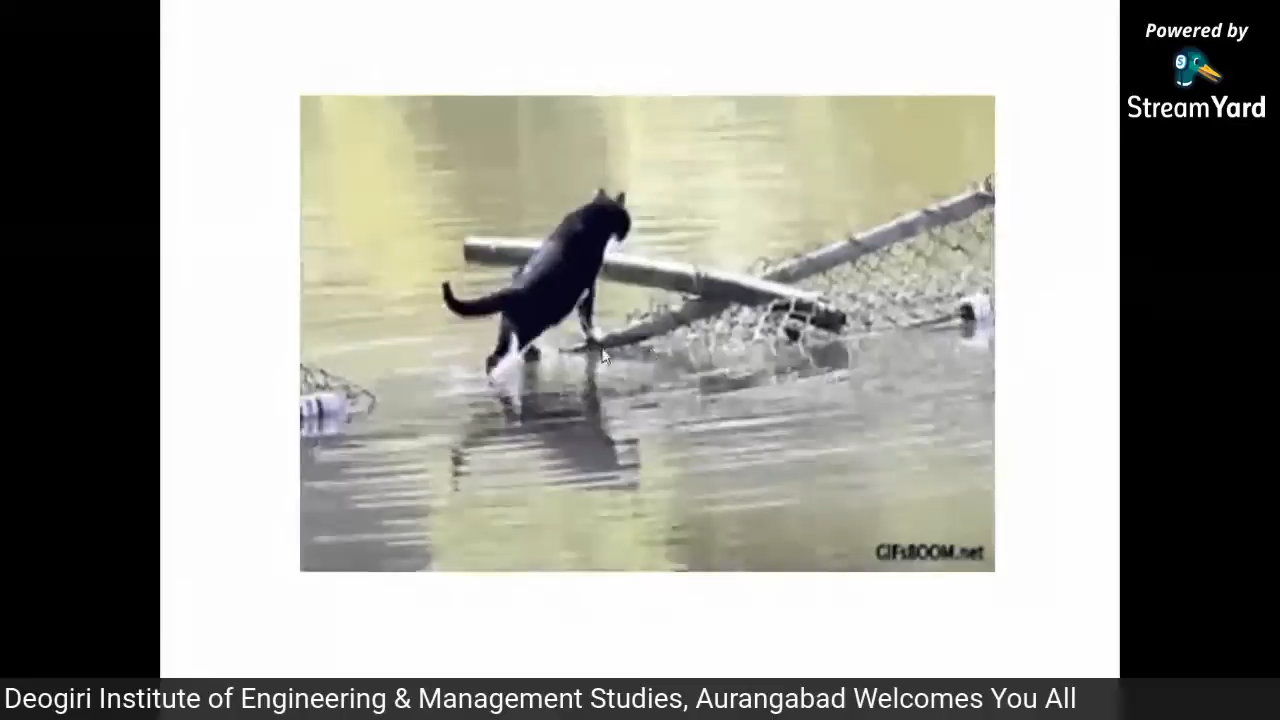 Powered by
StreamYard
GIFsBOOM.net
Deogiri Institute of Engineering & Management Studies, Aurangabad Welcomes You All